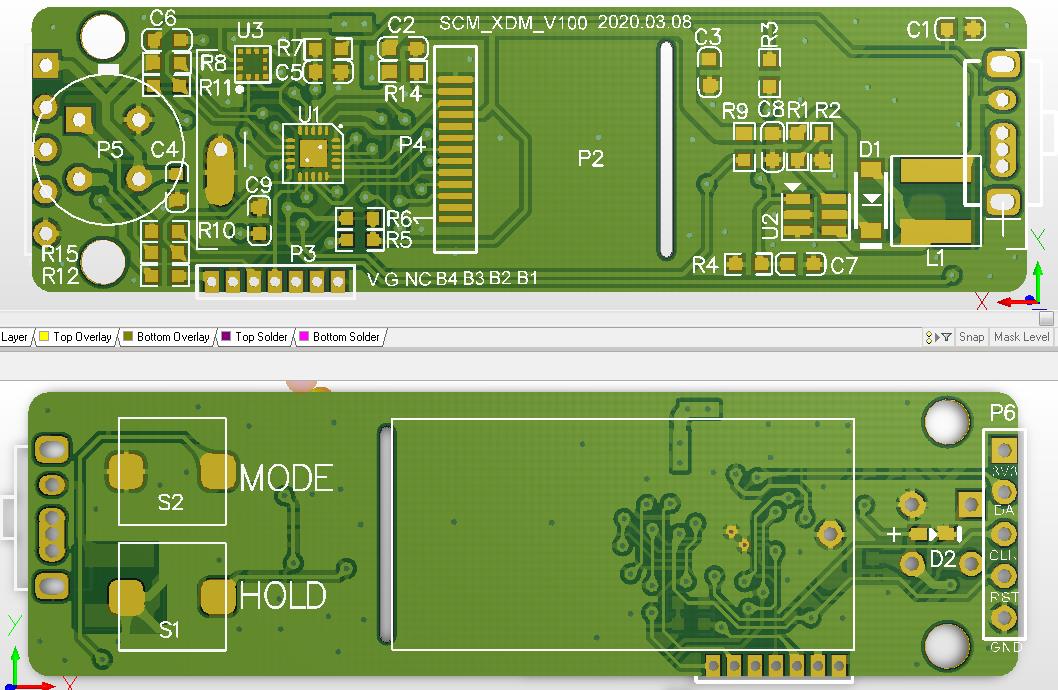 C6
U3
C2
SCM_XDM_V100 2020.03.08
C1
R7
C3
R3
R8
C5
R11
R14
U1
R9 C8 R1 R2
P5
C4
P4
P2
D1
C9
R10
R6
R5
U2
R15
R12
P3
L1
R4
C7
V G NC B4 B3 B2 B1
Y
X
Layer
Top Overlay
Bottom Overlay
Top Solder
Bottom Solder
Snap
Mask Level
P6
MODE
S2
3V3
DA
D2
CLK
HOLD
RST
S1
GND
Y
X